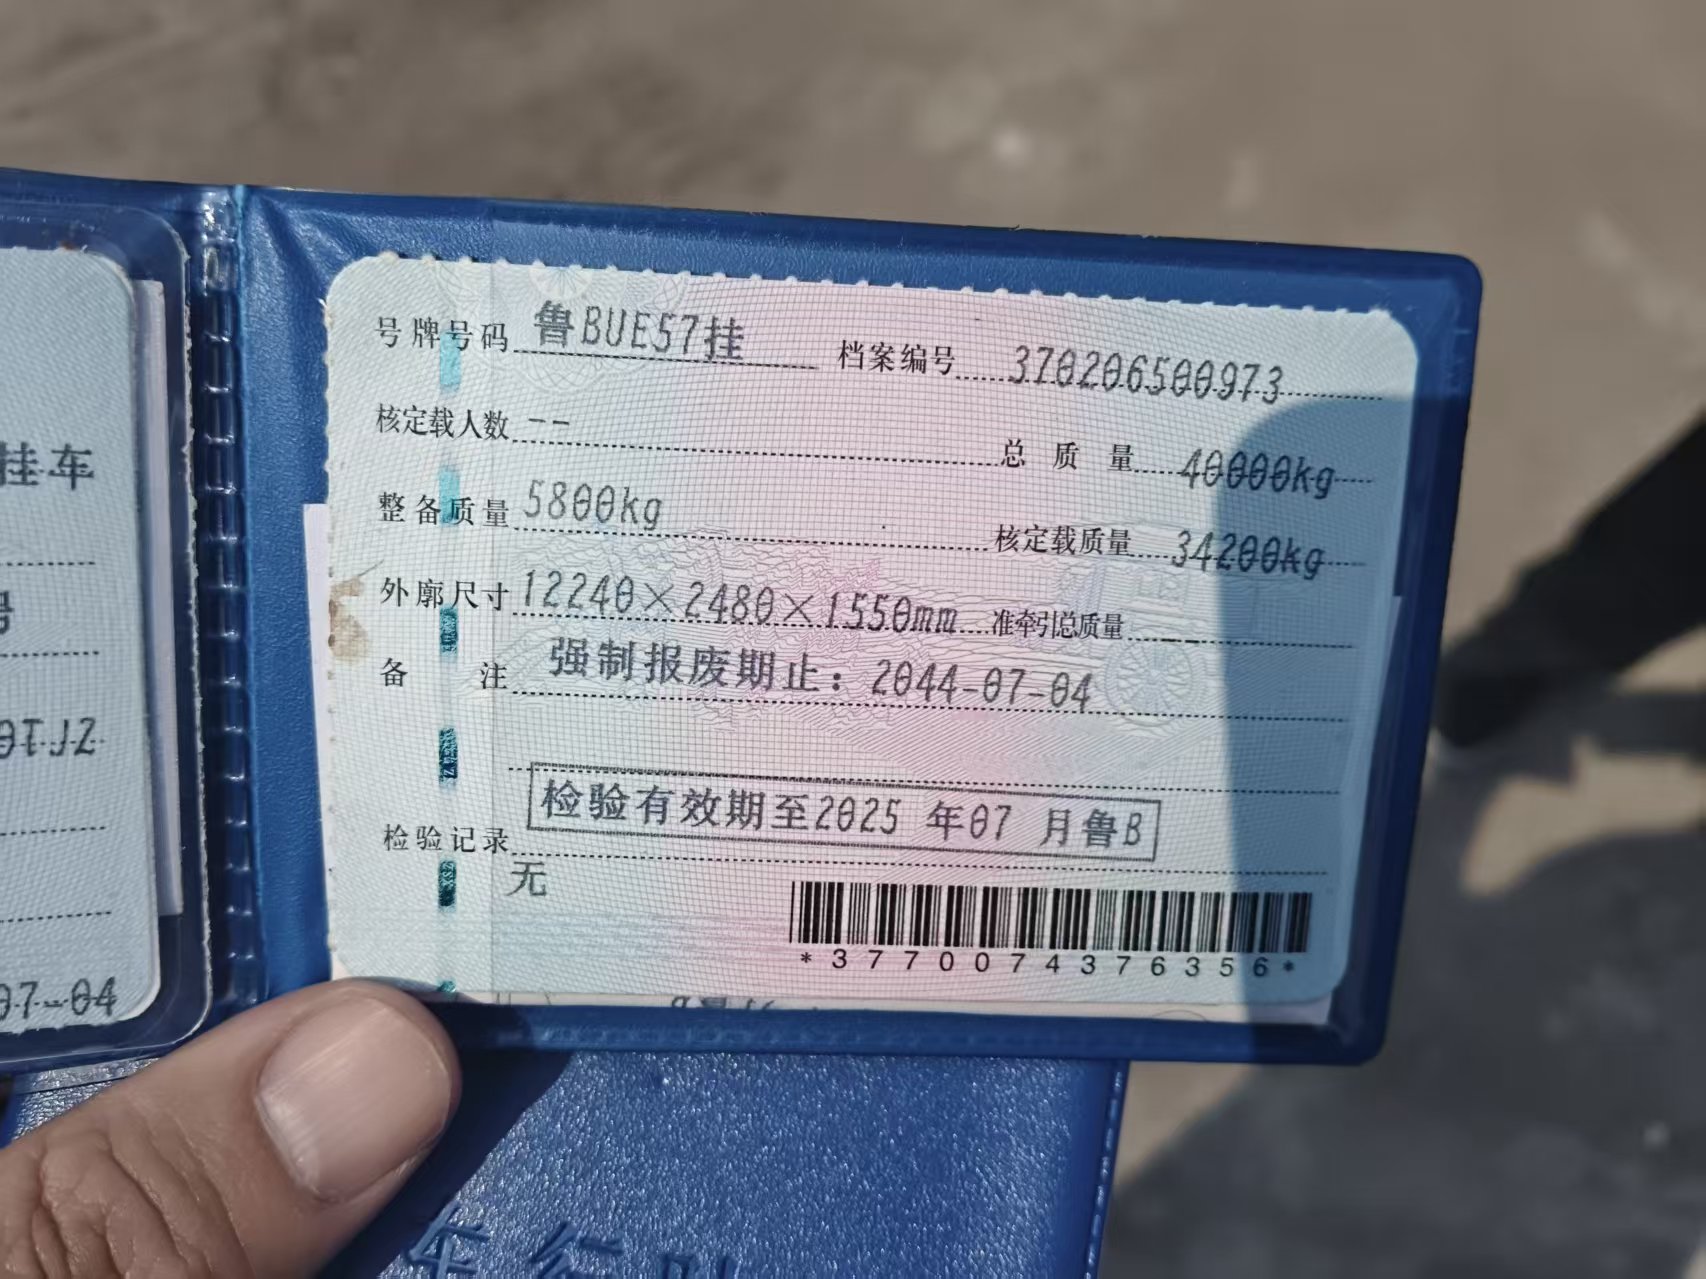 挂车
号
07-04
号牌号码 鲁BUE57挂 档案编号 370206500973
核定载人数 -- 总质量 40000kg
整备质量 5800kg 核定载质量 34200kg
外廓尺寸 12240×2480×1550mm 准牵引总质量
备注 强制报废期止：2044-07-04
检验有效期至2025 年07 月鲁B
检验记录
无
*3770074376356*